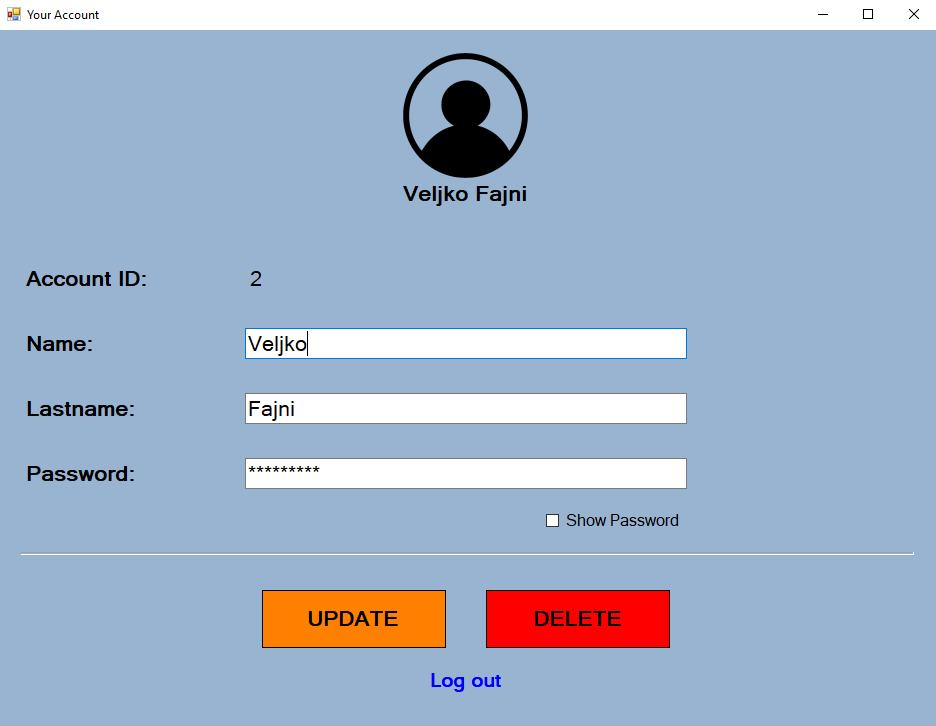 Your Account
Veljko Fajni
Account ID: 2
Name: Veljko
Lastname: Fajni
Password: *********
Show Password
UPDATE DELETE
Log out